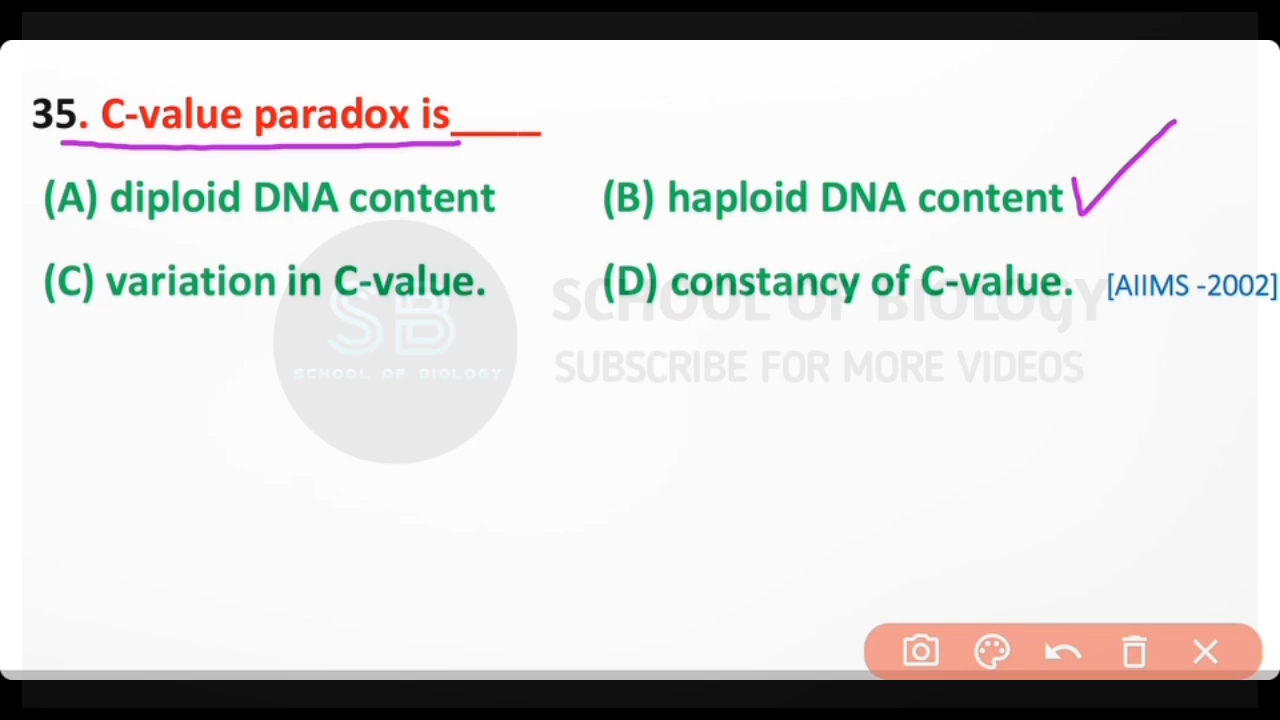 35. C-value paradox is____
(A) diploid DNA content (B) haploid DNA content
(C) variation in C-value. (D) constancy of C-value. [AIIMS -2002]
SB
SCHOOL OF BIOLOGY
SCHOOL OF BIOLOGY
SUBSCRIBE FOR MORE VIDEOS